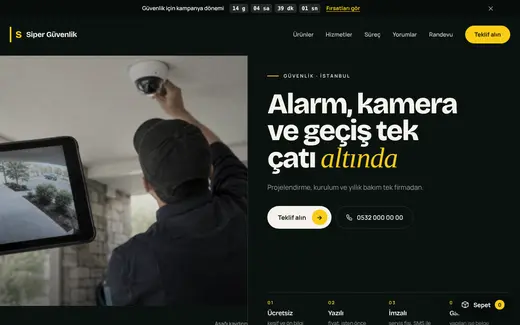 Güvenlik için kampanya dönemi 14 g 04 sa 39 dk 01 sn Fırsatları gör
S Siper Güvenlik
Ürünler Hizmetler Süreç Yorumlar Randevu Teklif alın
GÜVENLİK · İSTANBUL
Alarm, kamera
ve geçiş tek
çatı altında
Projelendirme, kurulum ve yıllık bakım tek firmadan.
Teklif alın 0532 000 00 00
01 02 03
Ücretsiz Yazılı İmzalı
Sepet 0